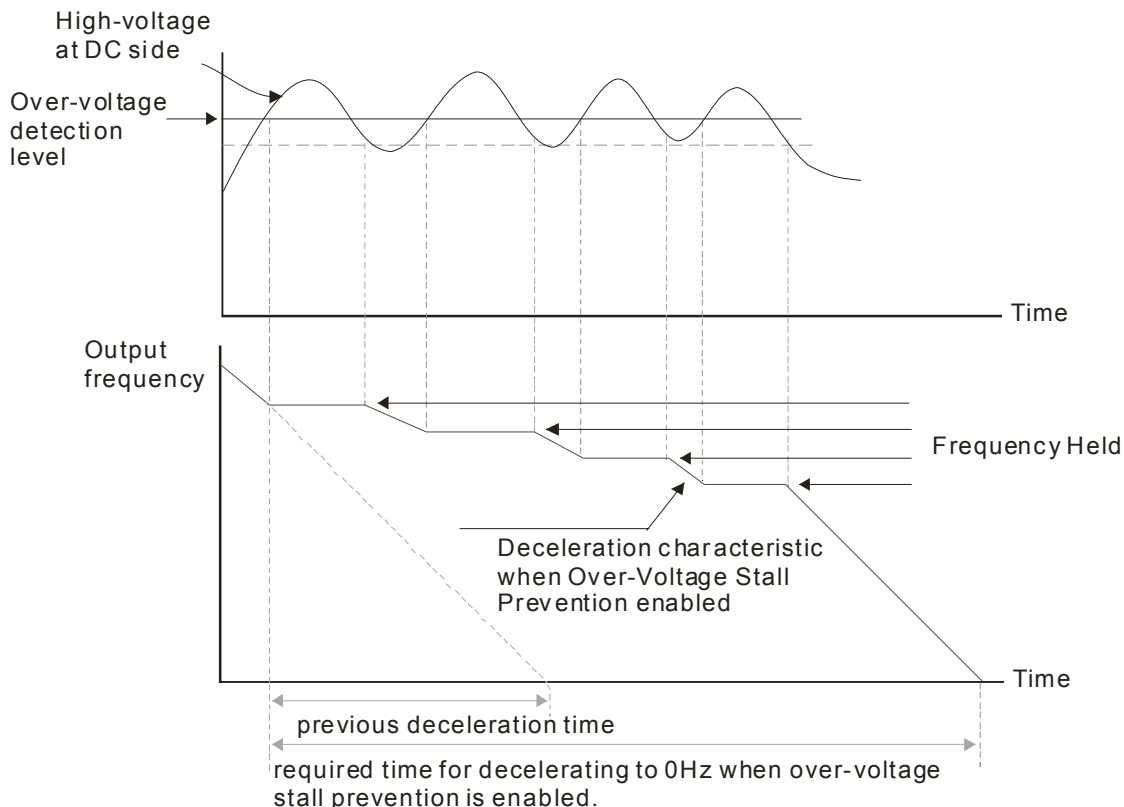 High-voltage
at DC side
Over-voltage
detection
level
Time
Output
frequency
Frequency Held
Deceleration characteristic
when Over-Voltage Stall
Prevention enabled
Time
previous deceleration time
required time for decelerating to 0Hz when over-voltage
stall prevention is enabled.